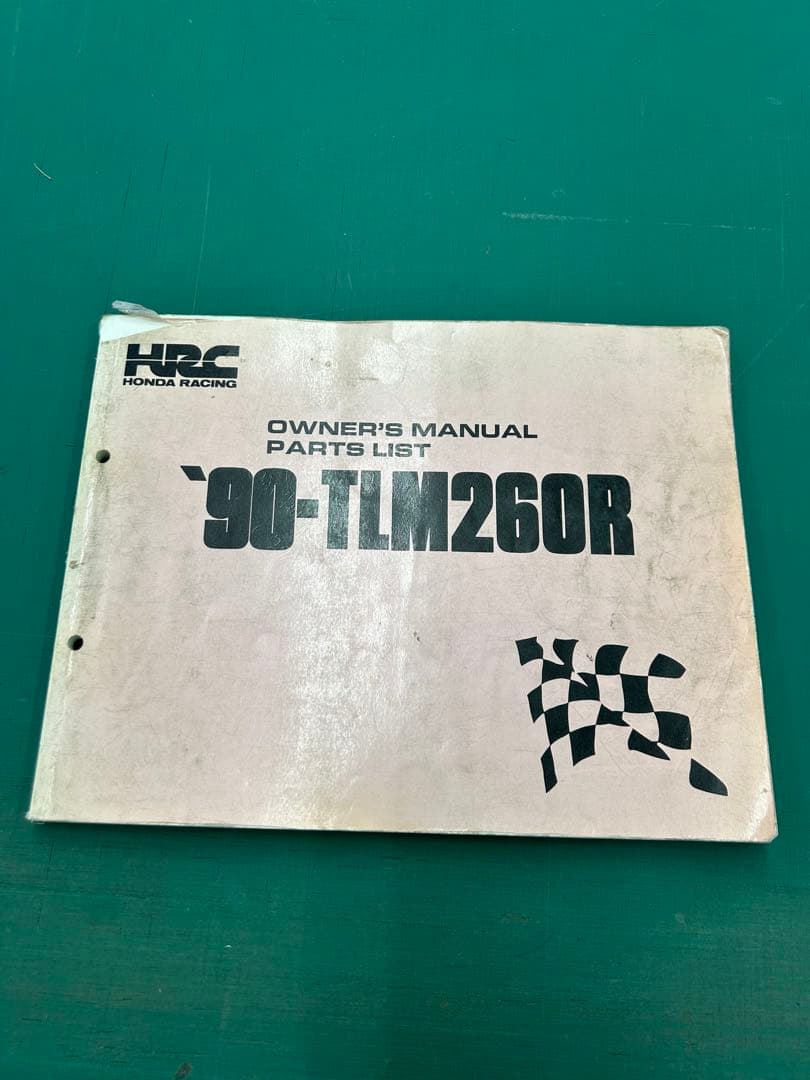 HRC
HONDA RACING
OWNER'S MANUAL
PARTS LIST
'90-TLM260R